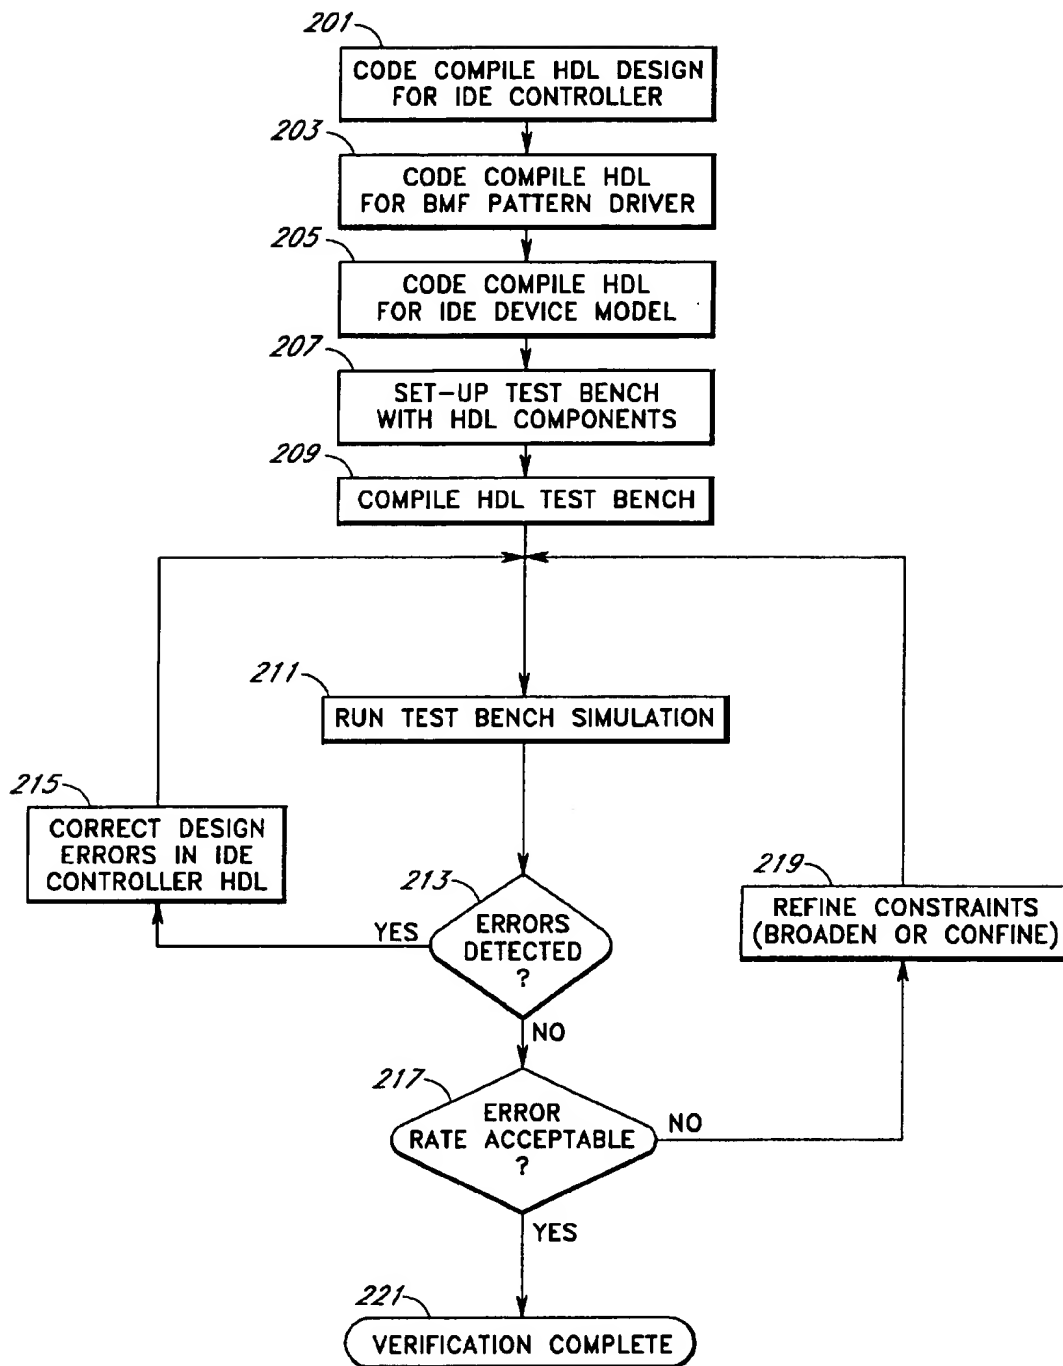 201
CODE COMPILE HDL DESIGN
FOR IDE CONTROLLER
203
CODE COMPILE HDL
FOR BMF PATTERN DRIVER
205
CODE COMPILE HDL
FOR IDE DEVICE MODEL
207
SET-UP TEST BENCH
WITH HDL COMPONENTS
209
COMPILE HDL TEST BENCH
211
RUN TEST BENCH SIMULATION
215
CORRECT DESIGN
ERRORS IN IDE
CONTROLLER HDL
213
ERRORS
DETECTED
?
YES
NO
219
REFINE CONSTRAINTS
(BROADEN OR CONFINE)
217
ERROR
RATE ACCEPTABLE
?
NO
YES
221
VERIFICATION COMPLETE